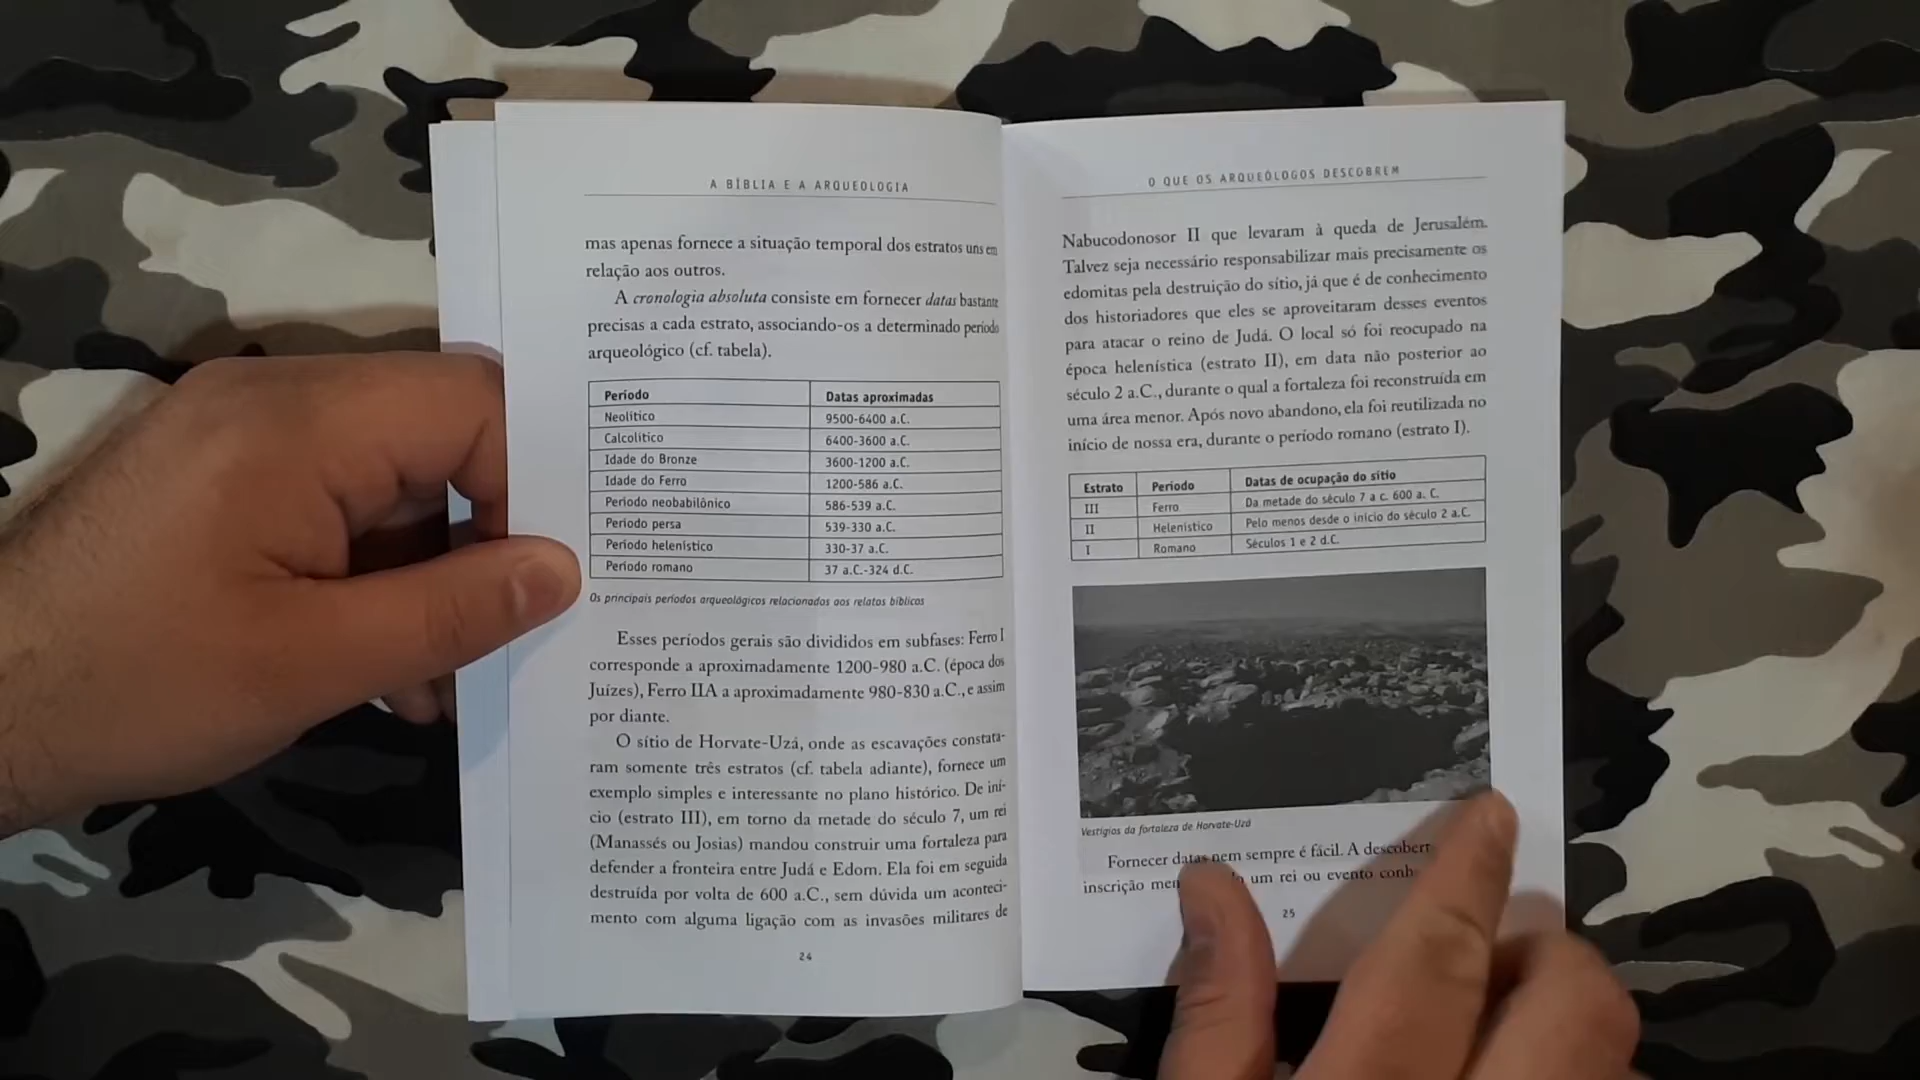 A BÍBLIA E A ARQUEOLOGIA
mas apenas fornece a situação temporal dos estratos uns em
relação aos outros.
A cronologia absoluta consiste em fornecer datas bastante
precisas a cada estrato, associando-os a determinado período
arqueológico (cf. tabela).
Período Datas aproximadas
Neolítico 9500-6400 a.C.
Calcolítico 6400-3600 a.C.
Idade do Bronze 3600-1200 a.C.
Idade do Ferro 1200-586 a.C.
Período neobabilônico 586-539 a.C.
Período persa 539-330 a.C.
Período helenístico 330-37 a.C.
Período romano 37 a.C.-324 d.C.
Os principais períodos arqueológicos relacionados aos relatos bíblicos
Esses períodos gerais são divididos em subfases: Ferro I
corresponde a aproximadamente 1200-980 a.C. (época dos
Juízes), Ferro IIA a aproximadamente 980-830 a.C., e assim
por diante.
O sítio de Horvate-Uzá, onde as escavações constata-
ram somente três estratos (cf. tabela adiante), fornece um
exemplo simples e interessante no plano histórico. De iní-
cio (estrato III), em torno da metade do século 7, um rei
(Manassés ou Josias) mandou construir uma fortaleza para
defender a fronteira entre Judá e Edom. Ela foi em seguida
destruída por volta de 600 a.C., sem dúvida um aconteci-
mento com alguma ligação com as invasões militares de
24
O QUE OS ARQUEÓLOGOS DESCOBREM
Nabucodonosor II que levaram à queda de Jerusalém.
Talvez seja necessário responsabilizar mais precisamente os
edomitas pela destruição do sítio, já que é de conhecimento
dos historiadores que eles se aproveitaram desses eventos
para atacar o reino de Judá. O local só foi reocupado na
época helenística (estrato II), em data não posterior ao
século 2 a.C., durante o qual a fortaleza foi reconstruída em
uma área menor. Após novo abandono, ela foi reutilizada no
início de nossa era, durante o período romano (estrato I).
Estrato Período Datas de ocupação do sítio
III Ferro Da metade do século 7 a c. 600 a. C.
II Helenístico Pelo menos desde o início do século 2 a.C.
I Romano Séculos 1 e 2 d.C.
Vestígios da fortaleza de Horvate-Uzá
Fornecer datas nem sempre é fácil. A
inscrição um rei ou evento
25